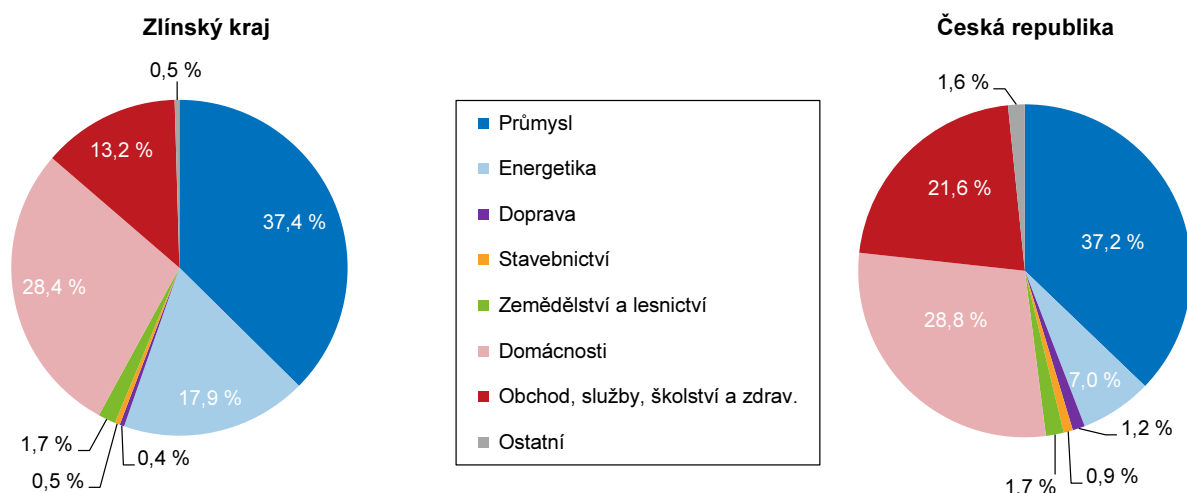 Zlínský kraj
0,5 %
13,2 %
37,4 %
28,4 %
17,9 %
1,7 %
0,5 %
0,4 %
Průmysl
Energetika
Doprava
Stavebnictví
Zemědělství a lesnictví
Domácnosti
Obchod, služby, školství a zdrav.
Ostatní
Česká republika
1,6 %
21,6 %
37,2 %
28,8 %
7,0 %
1,2 %
0,9 %
1,7 %